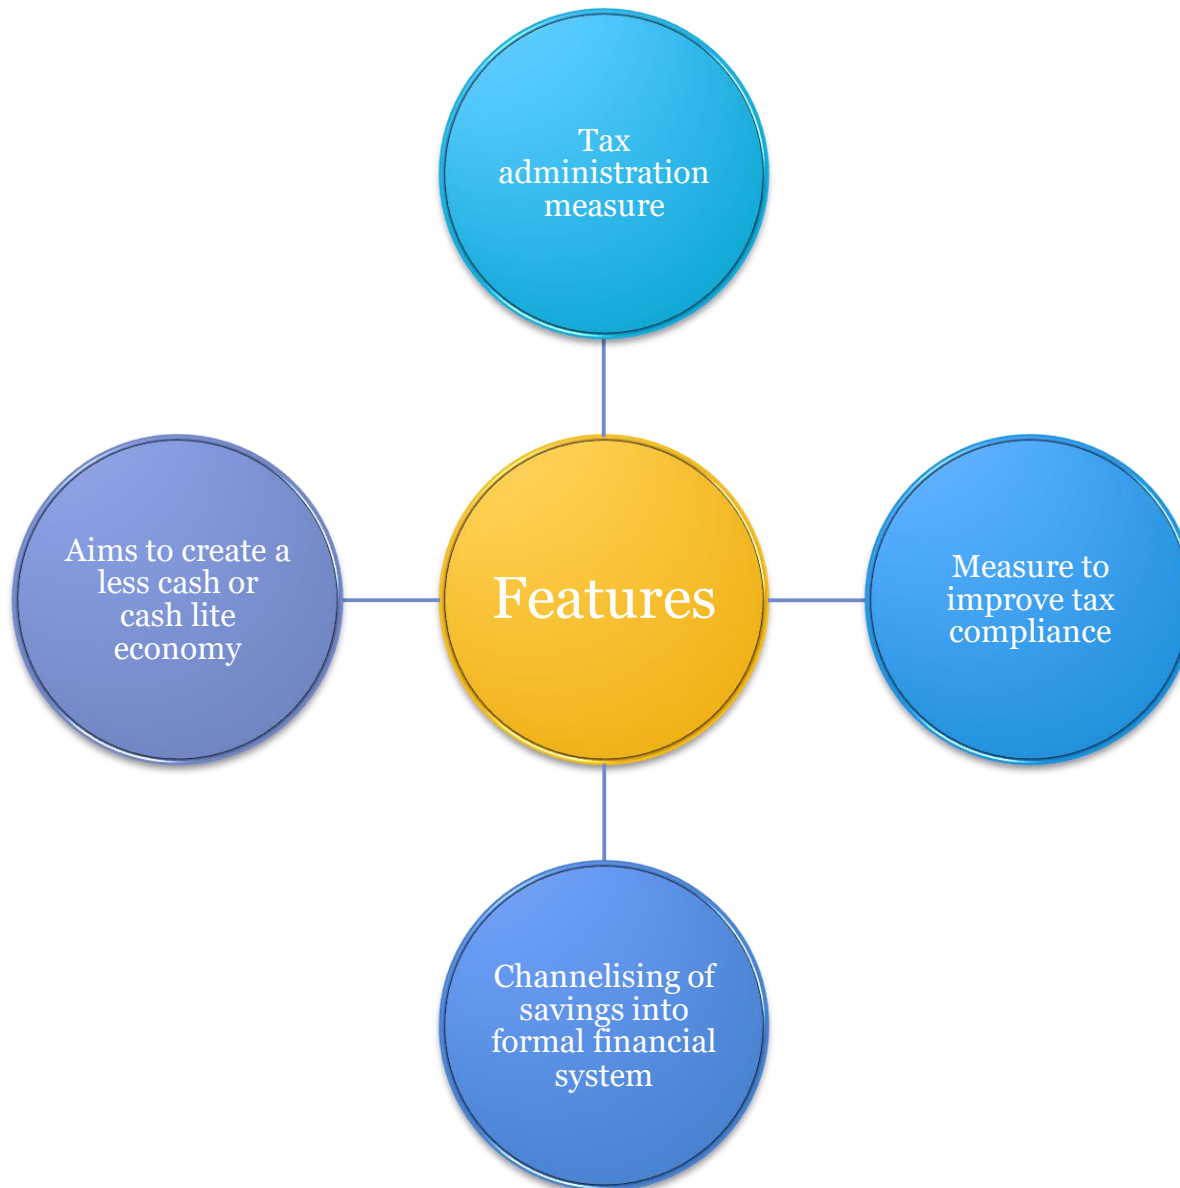 Tax
administration
measure
Aims to create a
less cash or
cash lite
economy
Features
Measure to
improve tax
compliance
Channelising of
savings into
formal financial
system